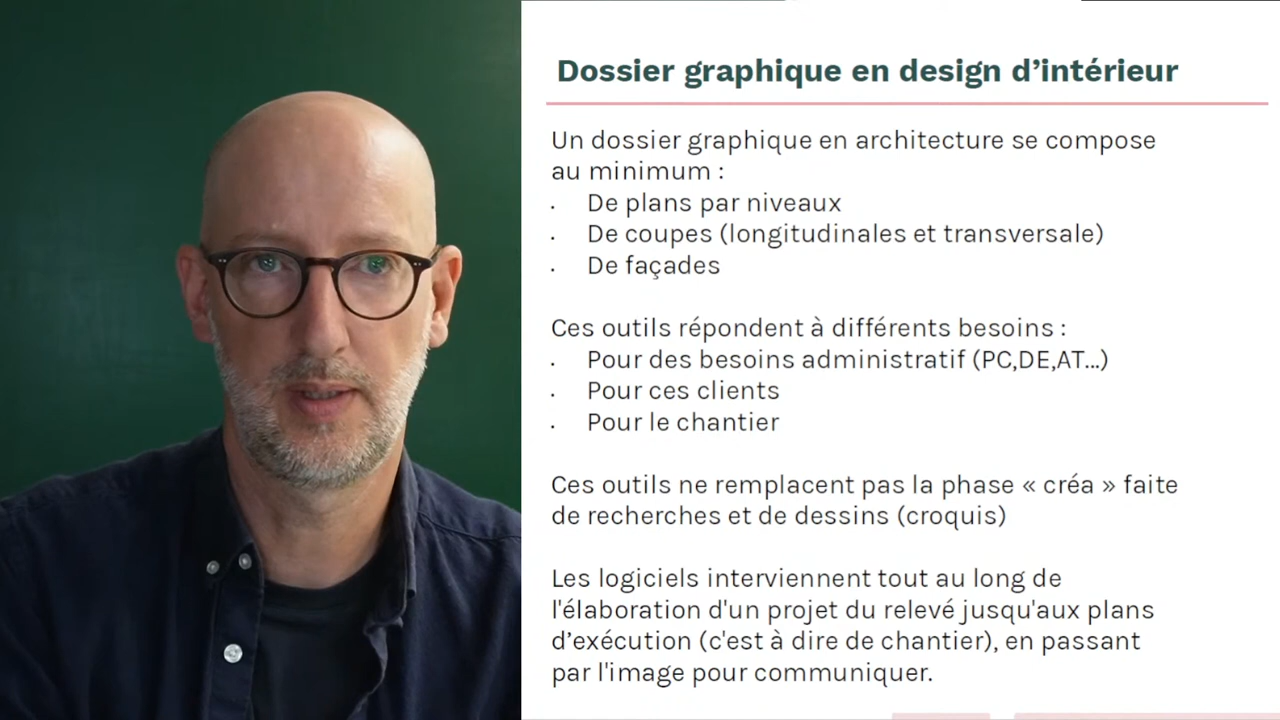 Dossier graphique en design d’intérieur
Un dossier graphique en architecture se compose
au minimum :
· De plans par niveaux
· De coupes (longitudinales et transversale)
· De façades
Ces outils répondent à différents besoins :
· Pour des besoins administratif (PC,DE,AT...)
· Pour ces clients
· Pour le chantier
Ces outils ne remplacent pas la phase « créa » faite
de recherches et de dessins (croquis)
Les logiciels interviennent tout au long de
l'élaboration d'un projet du relevé jusqu'aux plans
d’exécution (c'est à dire de chantier), en passant
par l'image pour communiquer.